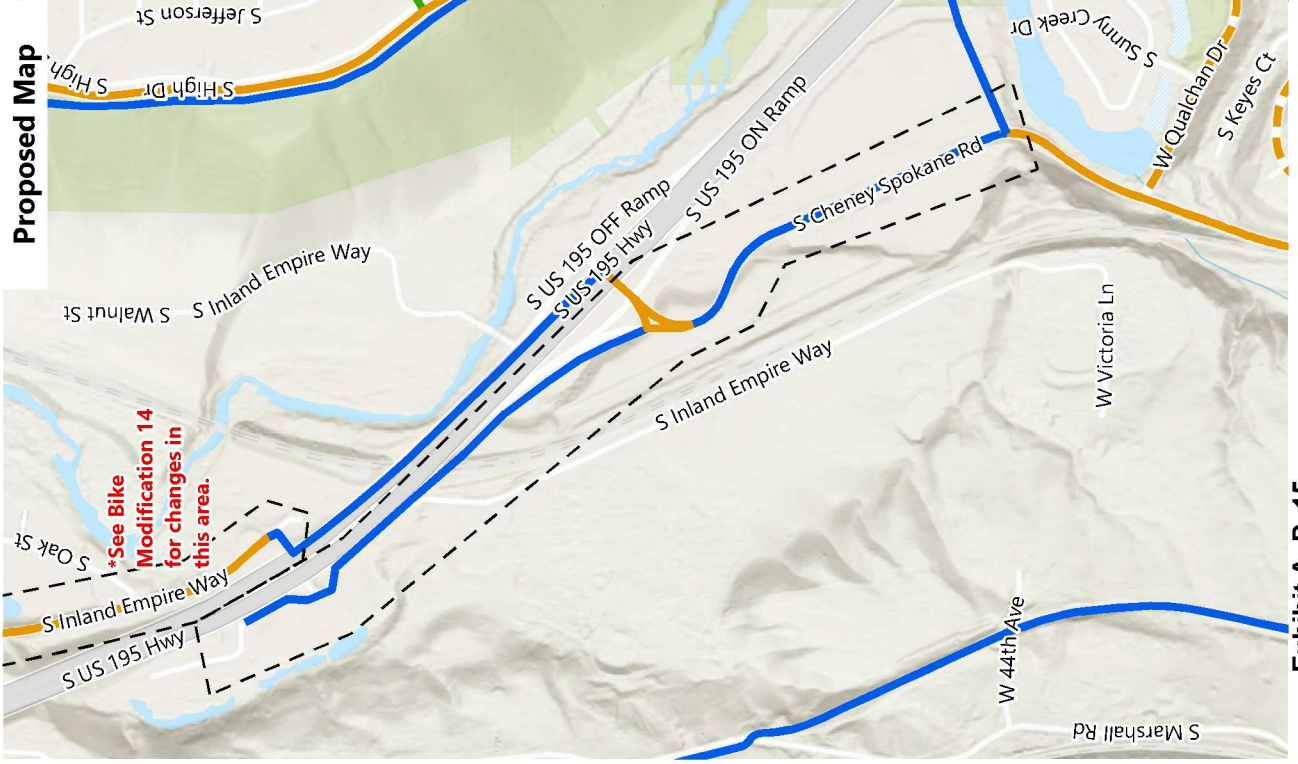 Proposed Map
S Jefferson St
S High
S High Dr
S Sunny Creek Dr
W Qualchan Dr
S Keyes Ct
S US 195 ON Ramp
S US 195 OFF Ramp
S US 195 Hwy
S Cheney Spokane Rd
S Inland Empire Way
S Walnut St
W Victoria Ln
S Inland Empire Way
*See Bike
Modification 14
for changes in
this area.
S Oak St
S Inland Empire Way
S US 195 Hwy
W 44th Ave
S Marshall Rd